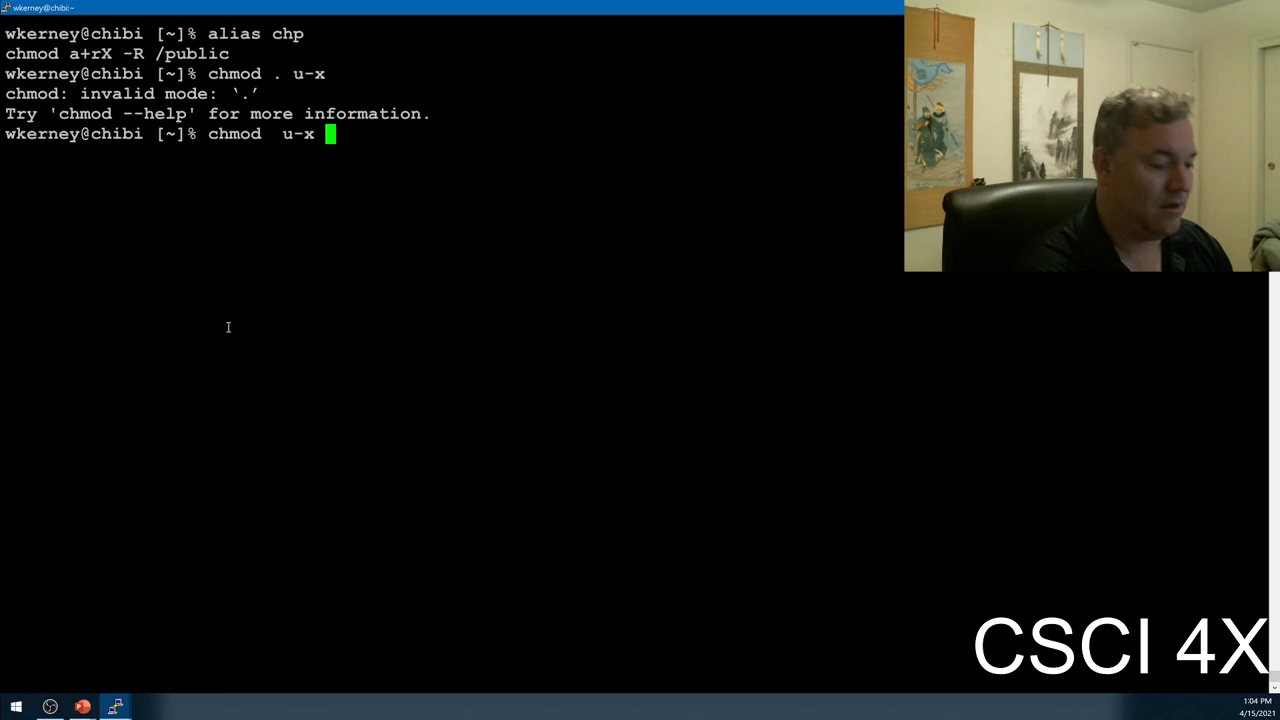 wkerney@chibi:~
wkerney@chibi [~]% alias chp
chmod a+rX -R /public
wkerney@chibi [~]% chmod . u-x
chmod: invalid mode: ‘.’
Try 'chmod --help' for more information.
wkerney@chibi [~]% chmod  u-x
CSCI 4X
1:04 PM
4/15/2021